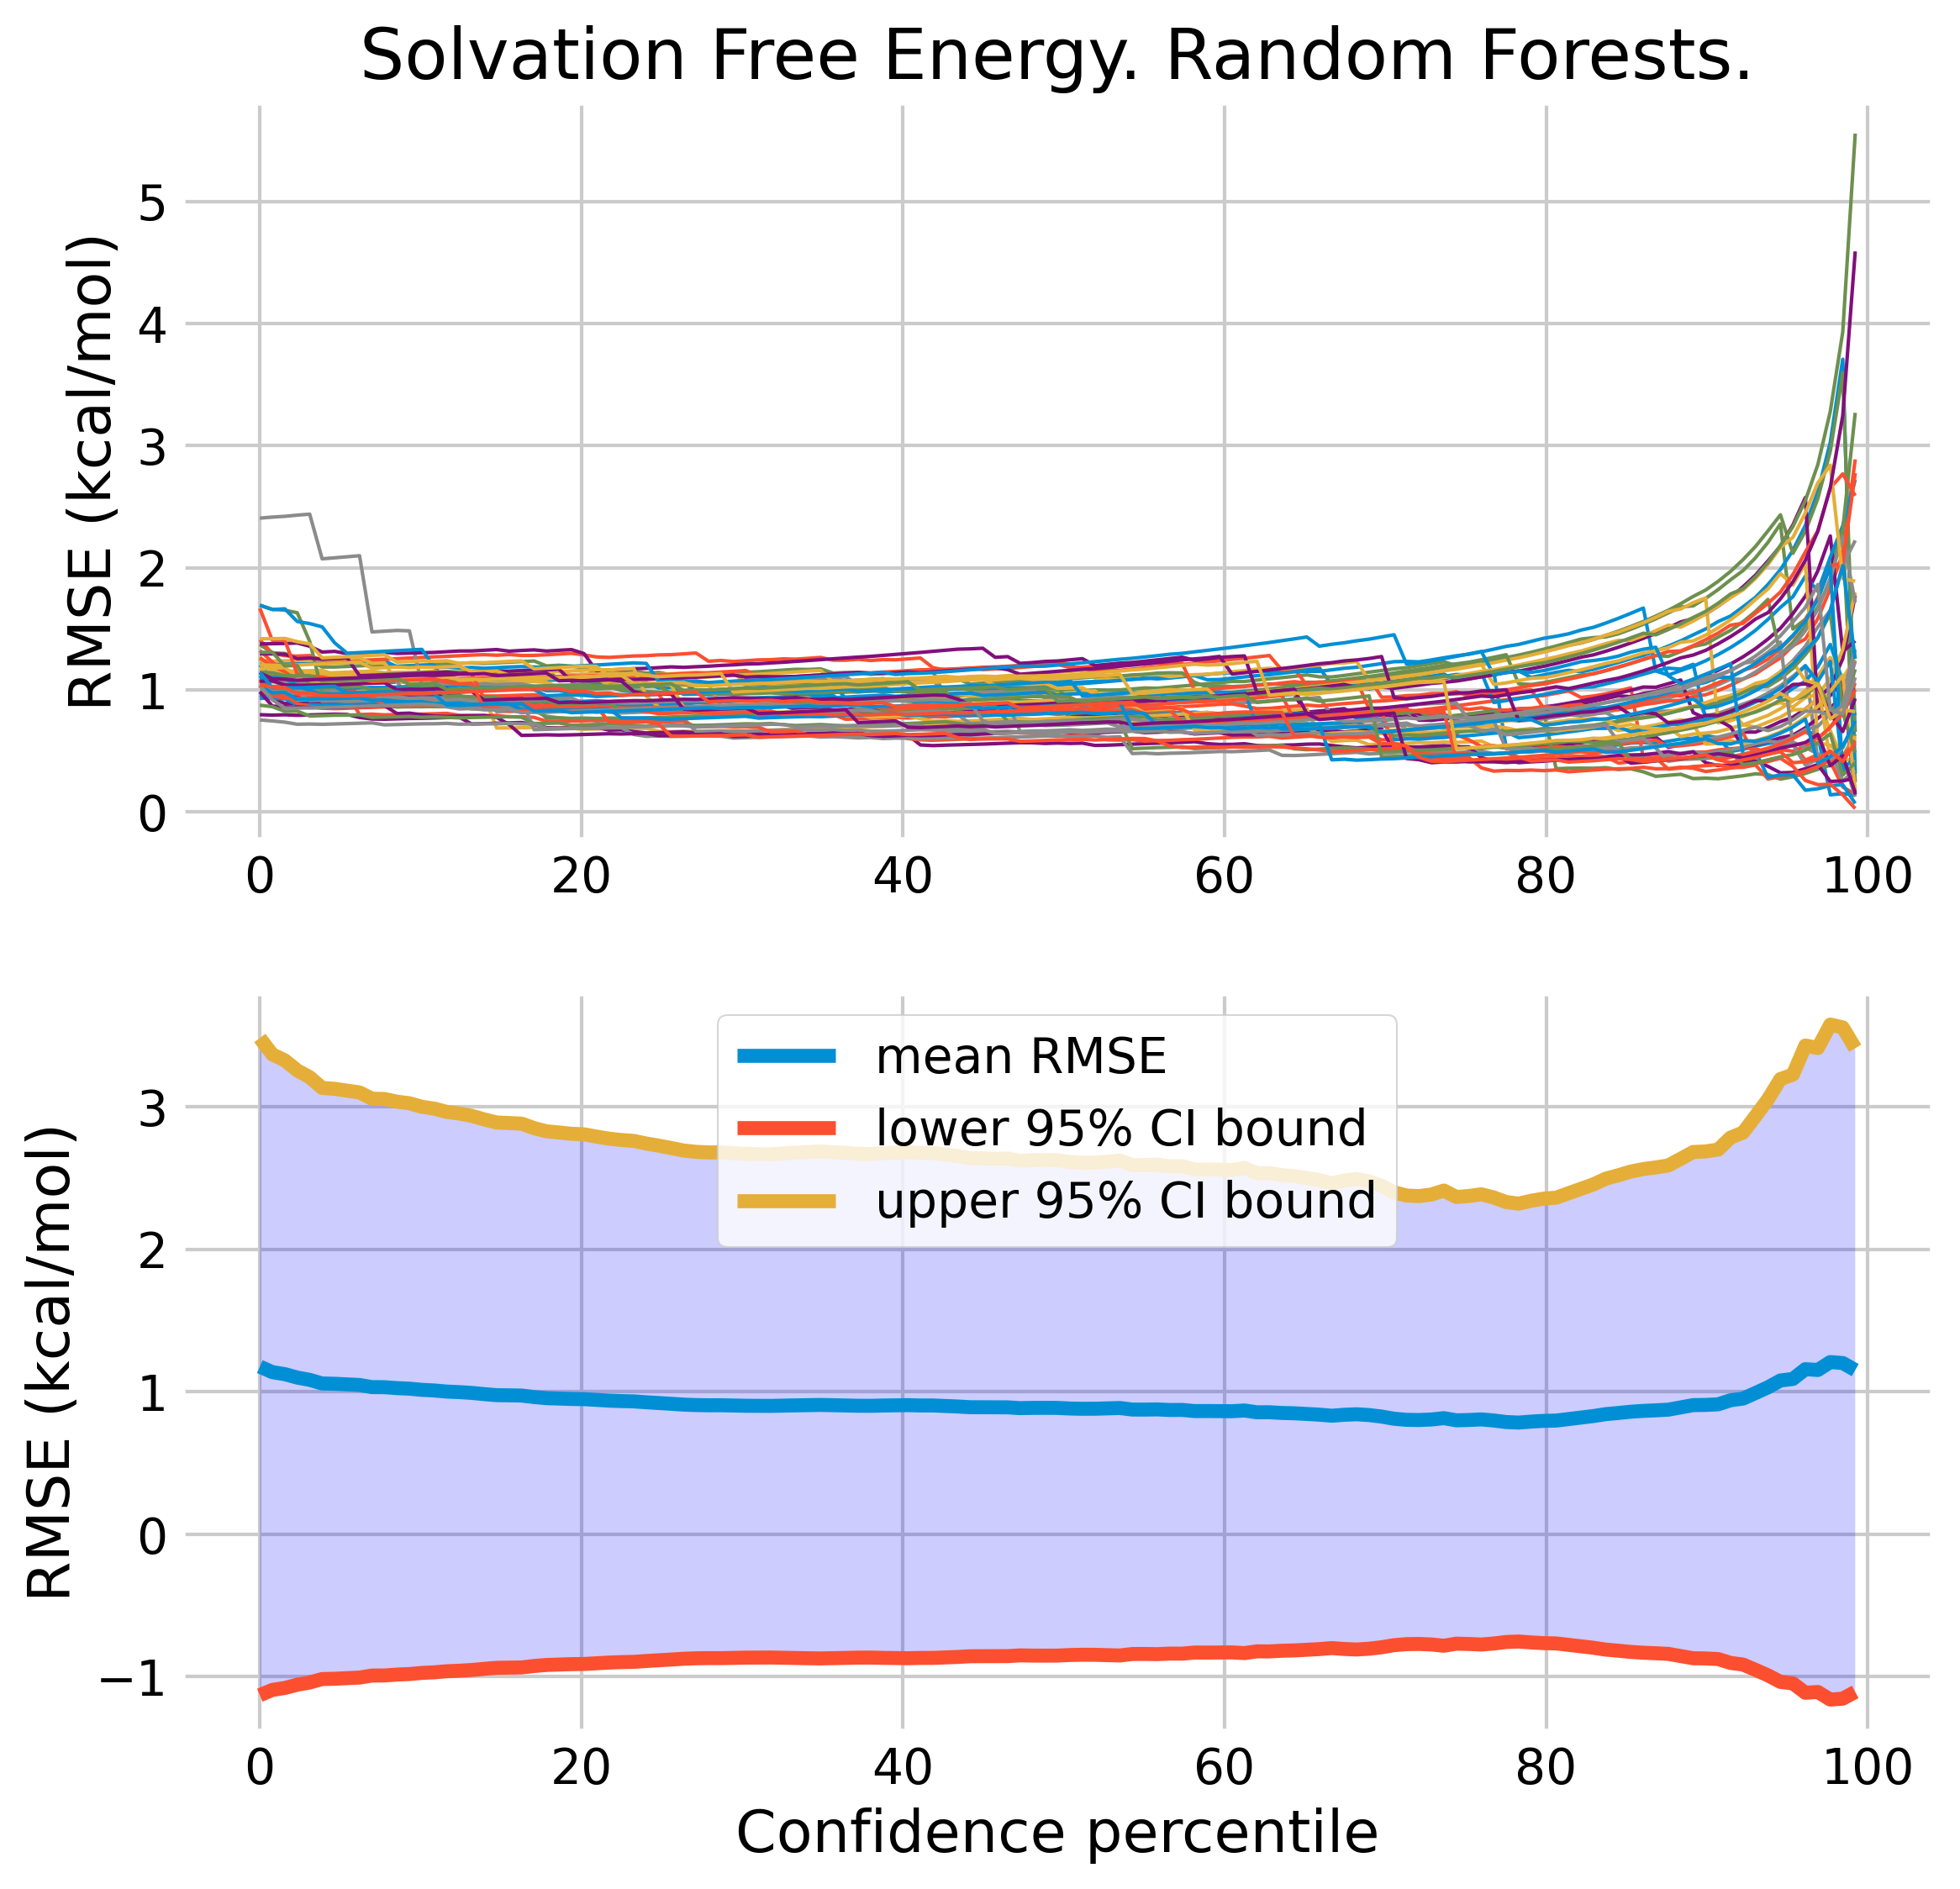 Solvation Free Energy. Random Forests.
RMSE (kcal/mol)
5
4
3
2
1
0
0 20 40 60 80 100
RMSE (kcal/mol)
mean RMSE
lower 95% CI bound
upper 95% CI bound
3
2
1
0
−1
0 20 40 60 80 100
Confidence percentile